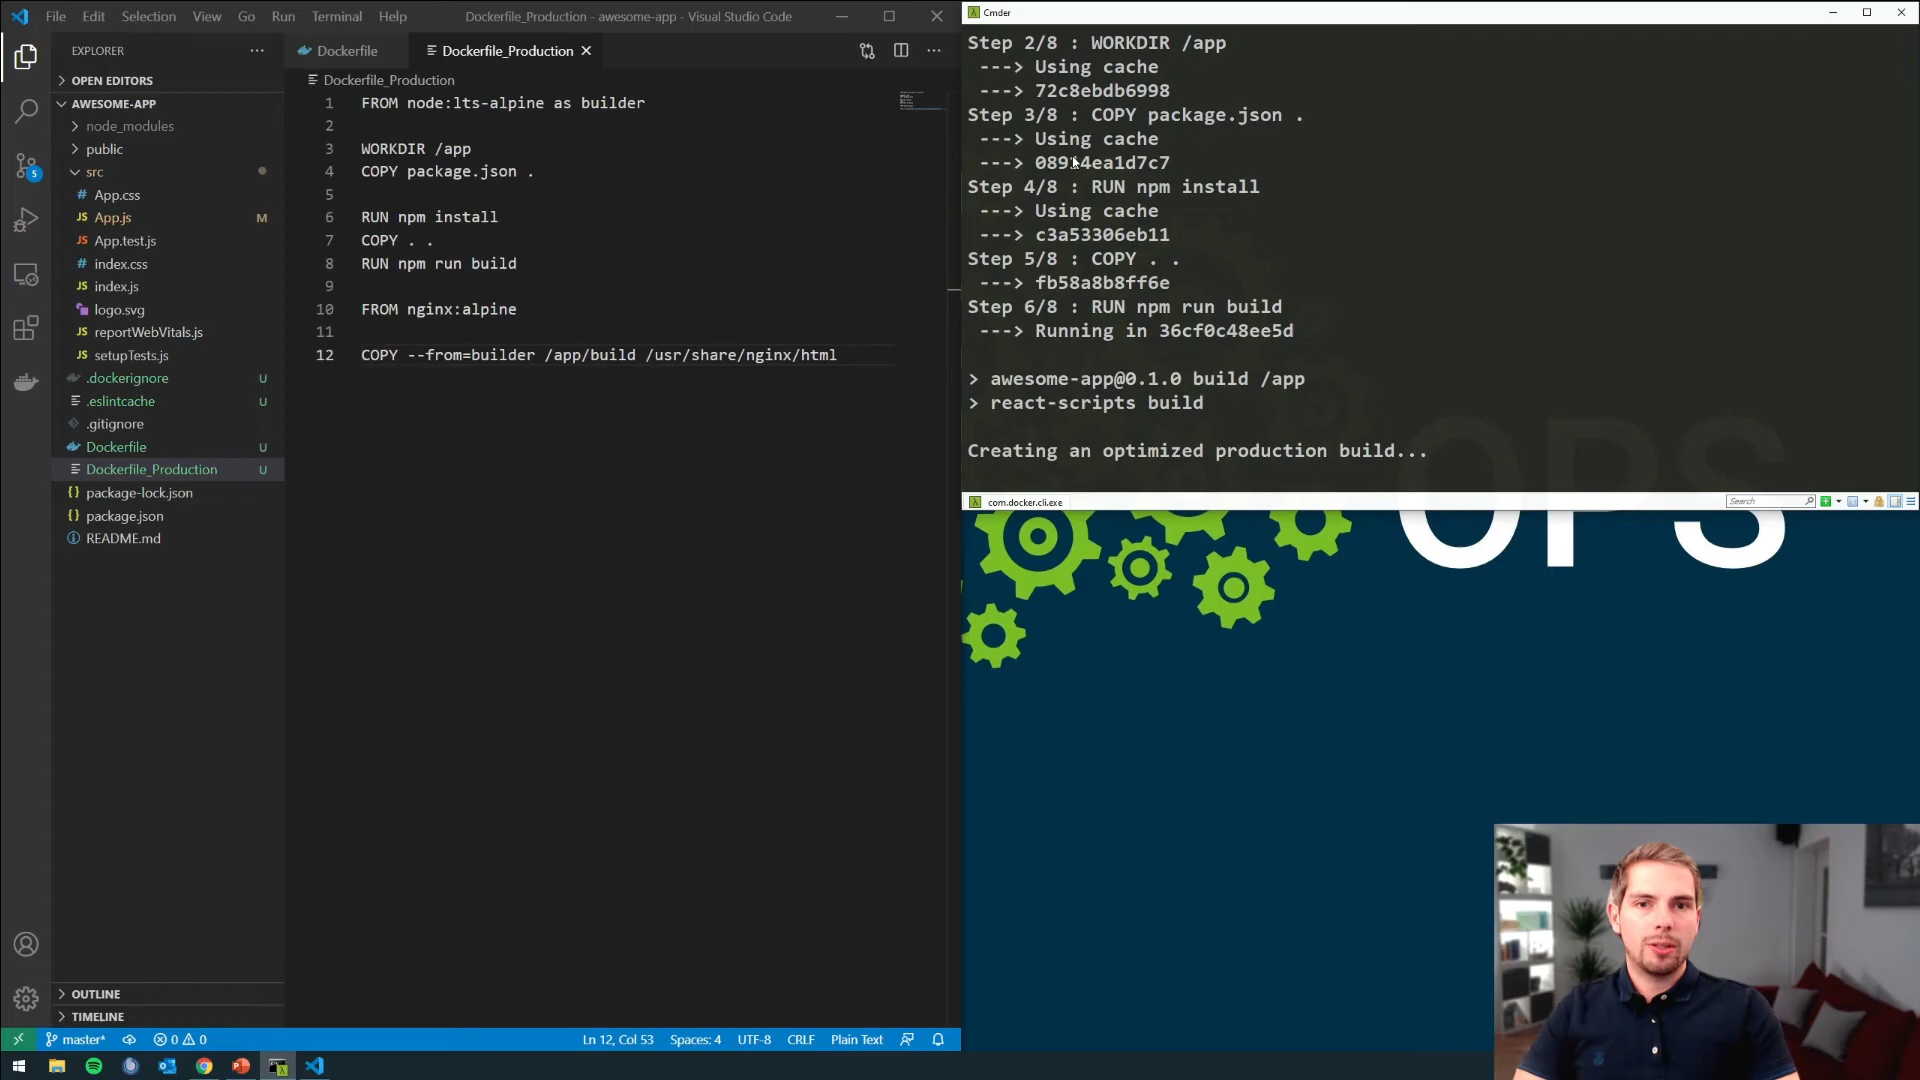 File Edit Selection View Go Run Terminal Help
Dockerfile_Production - awesome-app - Visual Studio Code
EXPLORER
OPEN EDITORS
AWESOME-APP
node_modules
public
src
App.css
App.js M
App.test.js
index.css
index.js
logo.svg
reportWebVitals.js
setupTests.js
.dockerignore U
.eslintcache U
.gitignore
Dockerfile U
Dockerfile_Production U
package-lock.json
package.json
README.md
OUTLINE
TIMELINE
5
Dockerfile
Dockerfile_Production
Dockerfile_Production
1 FROM node:lts-alpine as builder
2
3 WORKDIR /app
4 COPY package.json .
5
6 RUN npm install
7 COPY . .
8 RUN npm run build
9
10 FROM nginx:alpine
11
12 COPY --from=builder /app/build /usr/share/nginx/html
master* 0 0
Ln 12, Col 53 Spaces: 4 UTF-8 CRLF Plain Text
Cmder
Step 2/8 : WORKDIR /app
---> Using cache
---> 72c8ebdb6998
Step 3/8 : COPY package.json .
---> Using cache
Step 4/8 : RUN npm install
---> Using cache
---> c3a53306eb11
Step 5/8 : COPY . .
---> fb58a8b8ff6e
Step 6/8 : RUN npm run build
---> Running in 36cf0c48ee5d
> awesome-app@0.1.0 build /app
> react-scripts build
Creating an optimized production build...
com.docker.cli.exe
Search
OPS